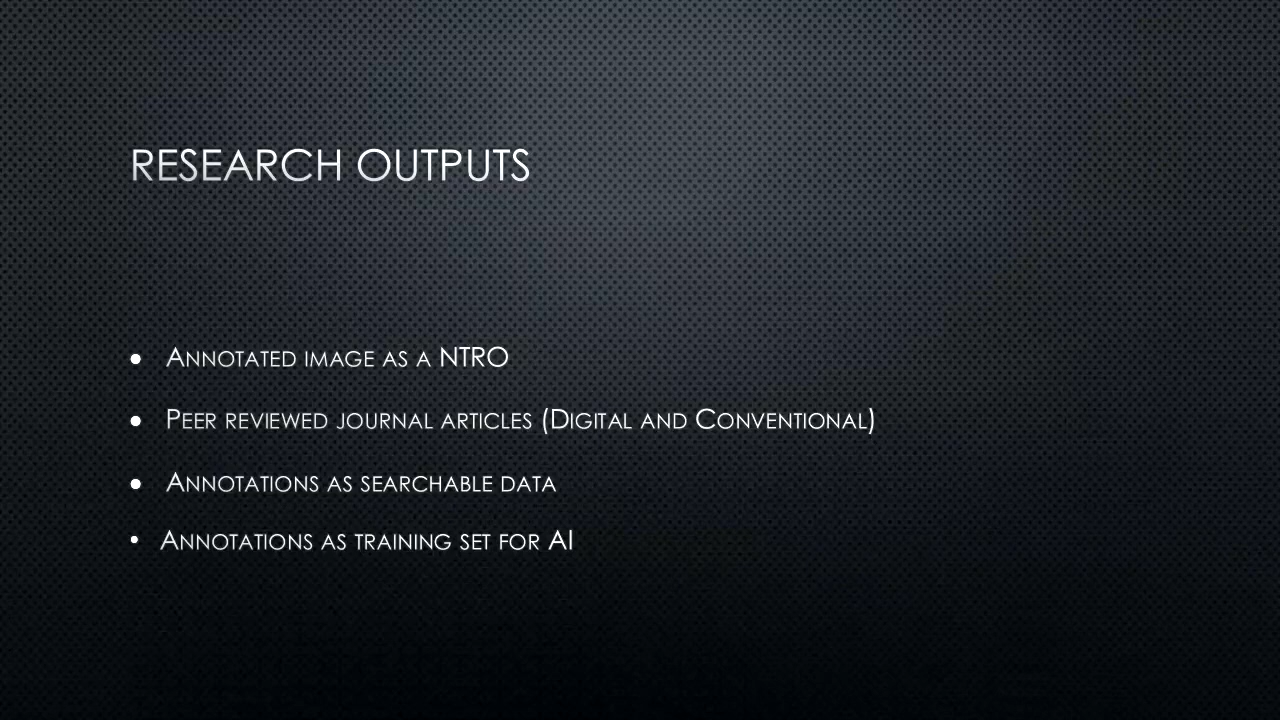 RESEARCH OUTPUTS
• Annotated image as a NTRO
• Peer reviewed journal articles (Digital and Conventional)
• Annotations as searchable data
• Annotations as training set for AI